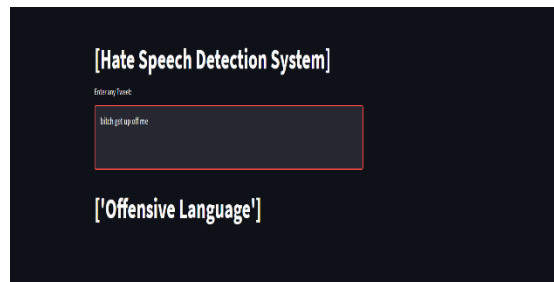 [Hate Speech Detection System]
Enter any Tweet:
bitch get up off me
['Offensive Language']